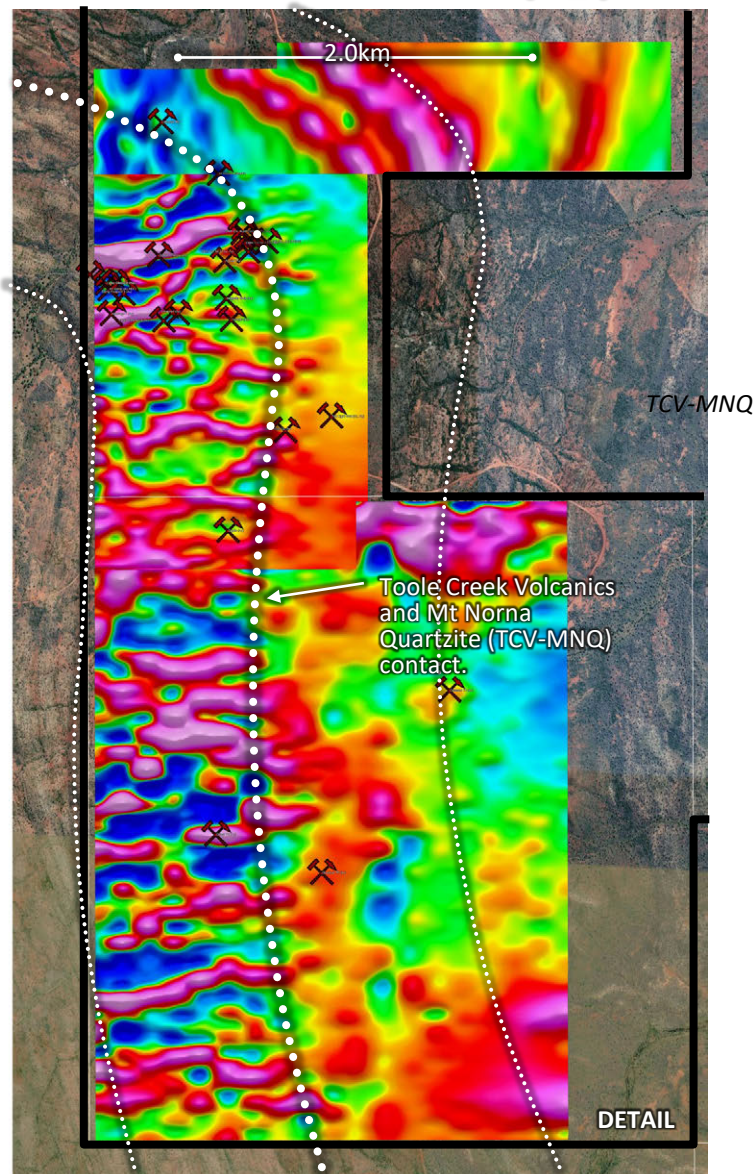 2.0km
TCV-MNQ
Toole Creek Volcanics
and Mt Norna
Quartzite (TCV-MNQ)
contact.
DETAIL